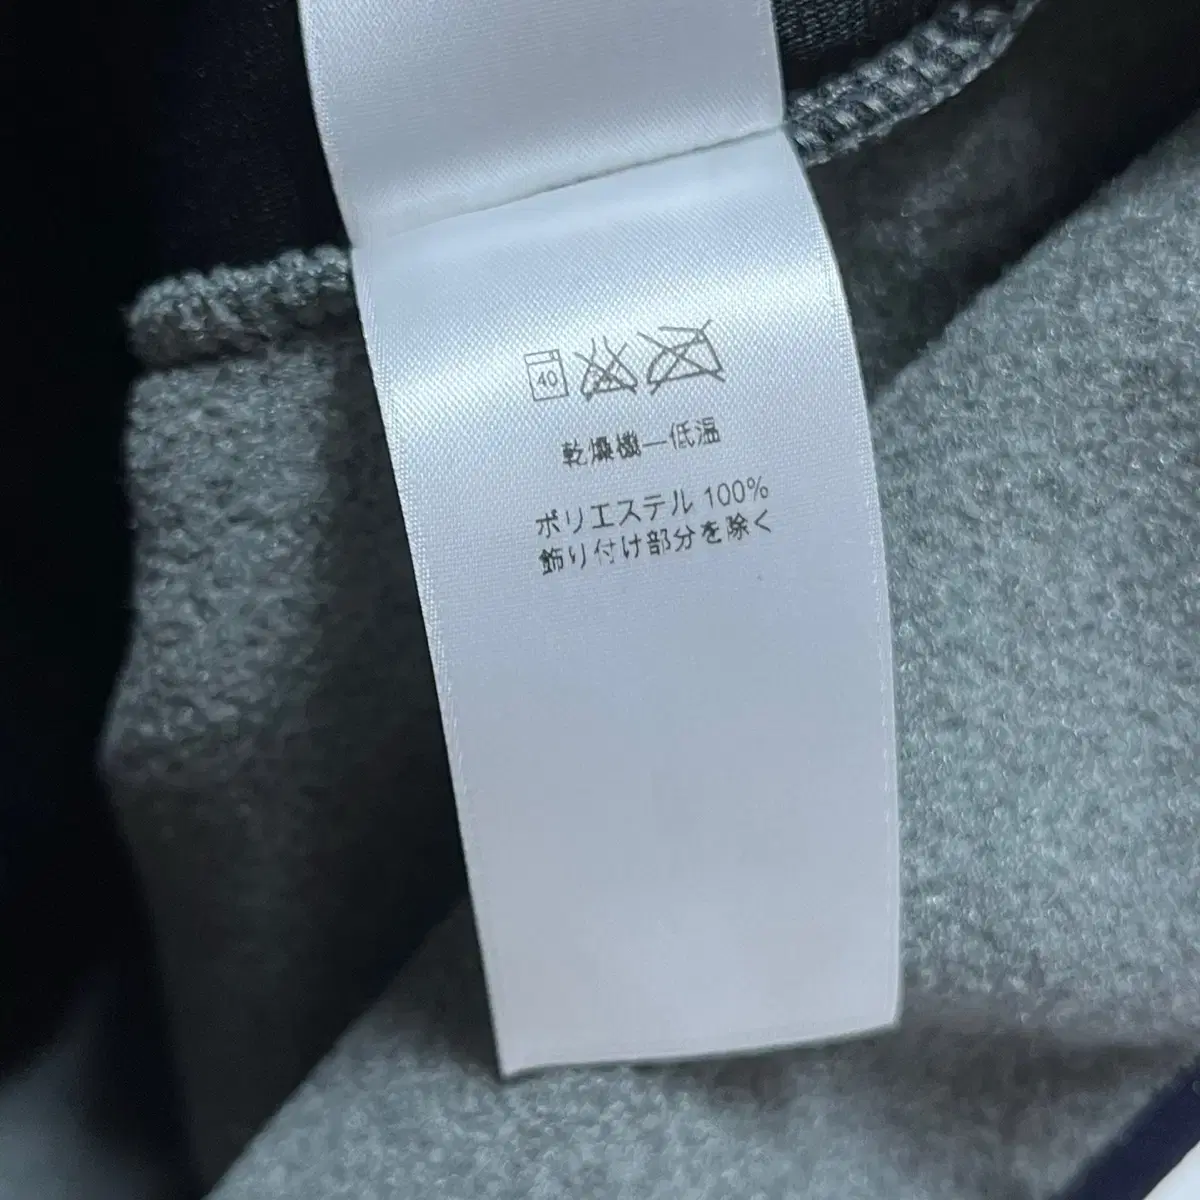 40
乾燥機—低温
ポリエステル 100%
飾り付け部分を除く